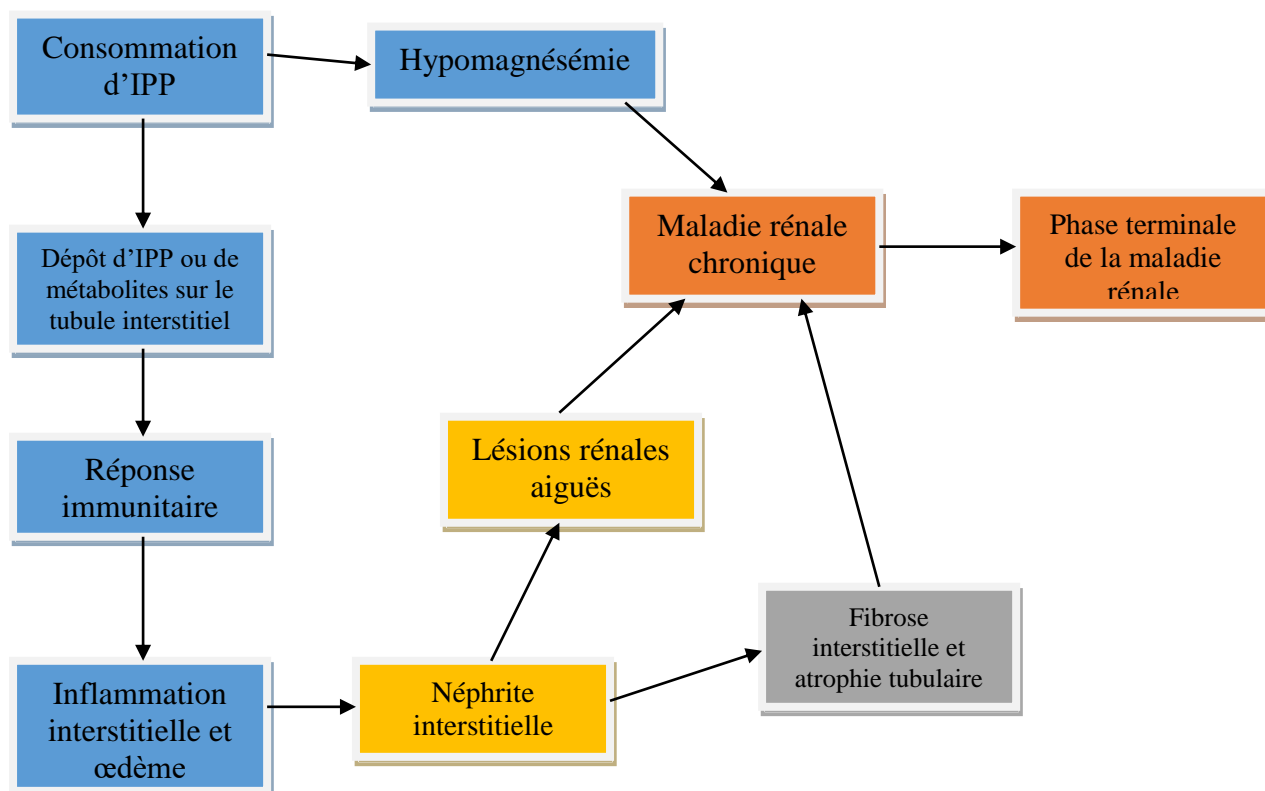 Consommation
d’IPP
Hypomagnésémie
Maladie rénale
chronique
Phase terminale
de la maladie
rénale
Dépôt d’IPP ou de
métabolites sur le
tubule interstitiel
Lésions rénales
aiguës
Réponse
immunitaire
Fibrose
interstitielle et
atrophie tubulaire
Inflammation
interstitielle et
œdème
Néphrite
interstitielle